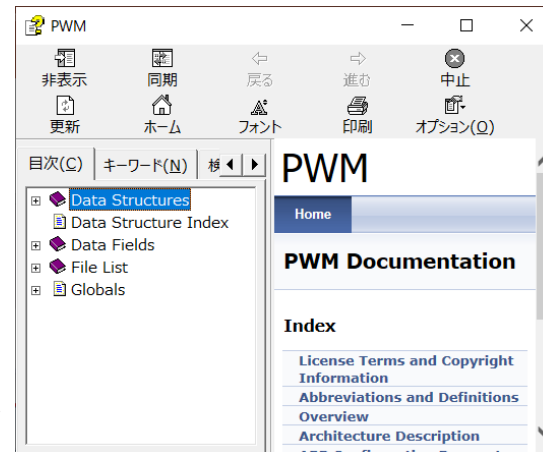 PWM
非表示 同期 戻る 進む 中止
更新 ホーム フォント 印刷 オプション(O)
目次(C) キーワード(N)
Data Structures
Data Structure Index
Data Fields
File List
Globals
PWM
Home
PWM Documentation
Index
License Terms and Copyright
Information
Abbreviations and Definitions
Overview
Architecture Description